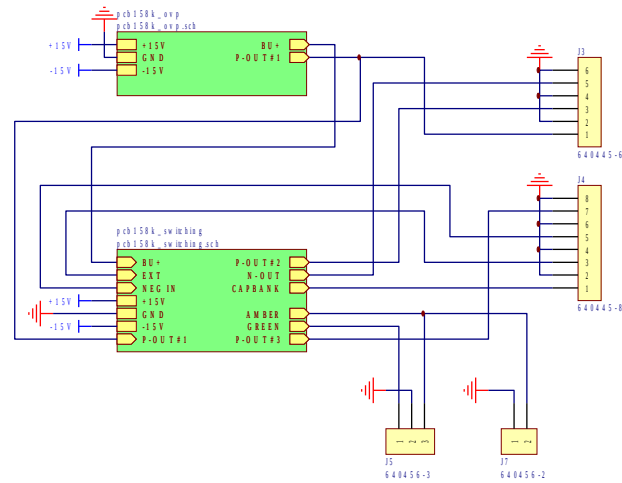 pcb158k_ovp
pcb158k_ovp.sch
+15V
+15V
BU+
GND
P-OUT#1
-15V
-15V
J3
6
5
4
3
2
1
640445-6
J4
8
7
6
5
4
3
2
1
640445-8
pcb158k_switching
pcb158k_switching.sch
BU+
P-OUT#2
EXT
N-OUT
NEG IN
CAPBANK
+15V
+15V
GND
AMBER
-15V
-15V
GREEN
P-OUT#1
P-OUT#3
1
2
3
J5
640456-3
1
2
J7
640456-2